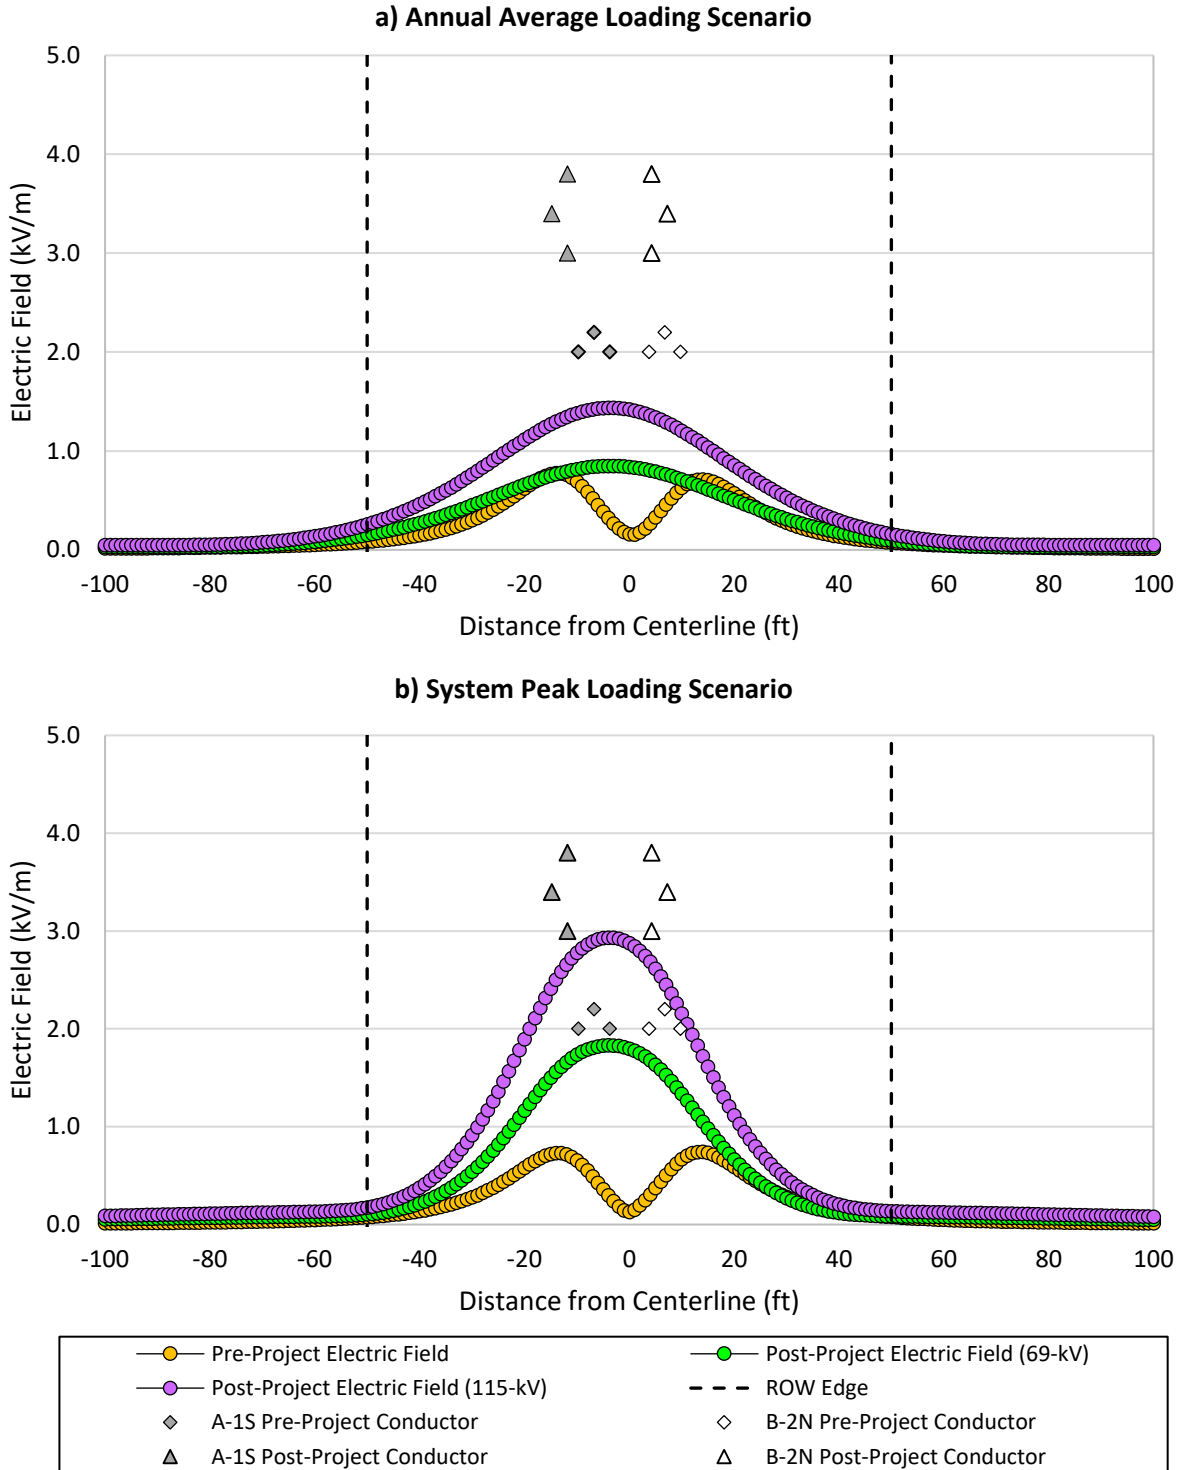 a) Annual Average Loading Scenario
5.0
4.0
3.0
2.0
1.0
0.0
Electric Field (kV/m)
-100 -80 -60 -40 -20 0 20 40 60 80 100
Distance from Centerline (ft)
b) System Peak Loading Scenario
5.0
4.0
3.0
2.0
1.0
0.0
Electric Field (kV/m)
-100 -80 -60 -40 -20 0 20 40 60 80 100
Distance from Centerline (ft)
Pre-Project Electric Field Post-Project Electric Field (69-kV)
Post-Project Electric Field (115-kV) ROW Edge
A-1S Pre-Project Conductor B-2N Pre-Project Conductor
A-1S Post-Project Conductor B-2N Post-Project Conductor